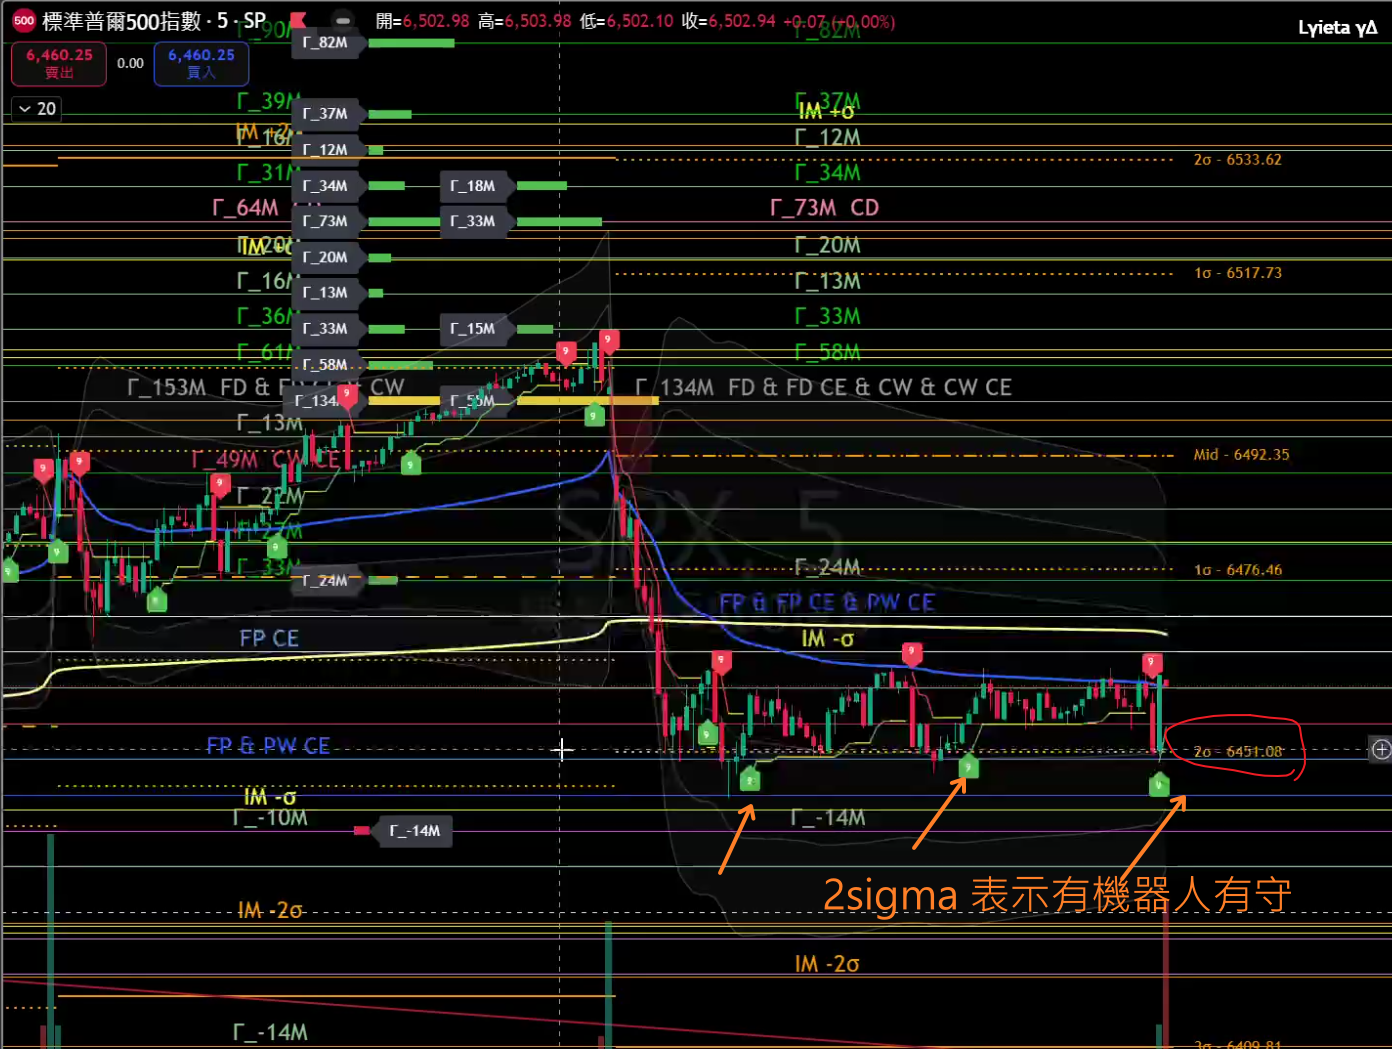 500 標準普爾500指數 · 5 · SP
開=6,502.98 高=6,503.98 低=6,502.10 收=6,502.94 +0.07 (+0.00%)
Lyieta γΔ
6,460.25 賣出
0.00
6,460.25 買入
20
Γ_90M
Γ_82M
Γ_82M
Γ_39M
Γ_37M
Γ_37M
IM +σ
IM +2σ
Γ_16M
Γ_12M
Γ_12M
2σ - 6533.62
Γ_31M
Γ_34M
Γ_18M
Γ_34M
Γ_64M
Γ_73M
Γ_33M
Γ_73M CD
Γ_20M
Γ_20M
Γ_20M
Γ_16M
Γ_13M
Γ_13M
1σ - 6517.73
Γ_36M
Γ_33M
Γ_15M
Γ_33M
Γ_61M
Γ_58M
Γ_58M
Γ_153M FD & CW
Γ_134M
Γ_134M FD & FD CE & CW & CW CE
Γ_13M
Mid - 6492.35
Γ_49M CW CE
Γ_22M
SPX, 5
Γ_33M
Γ_24M
Γ_24M
1σ - 6476.46
FP & FP CE & PW CE
FP CE
IM -σ
FP & PW CE
2σ - 6451.08
IM -σ
Γ_-10M
Γ_-14M
Γ_-14M
2sigma 表示有機器人有守
IM -2σ
IM -2σ
Γ_-14M
3σ - 6409.81